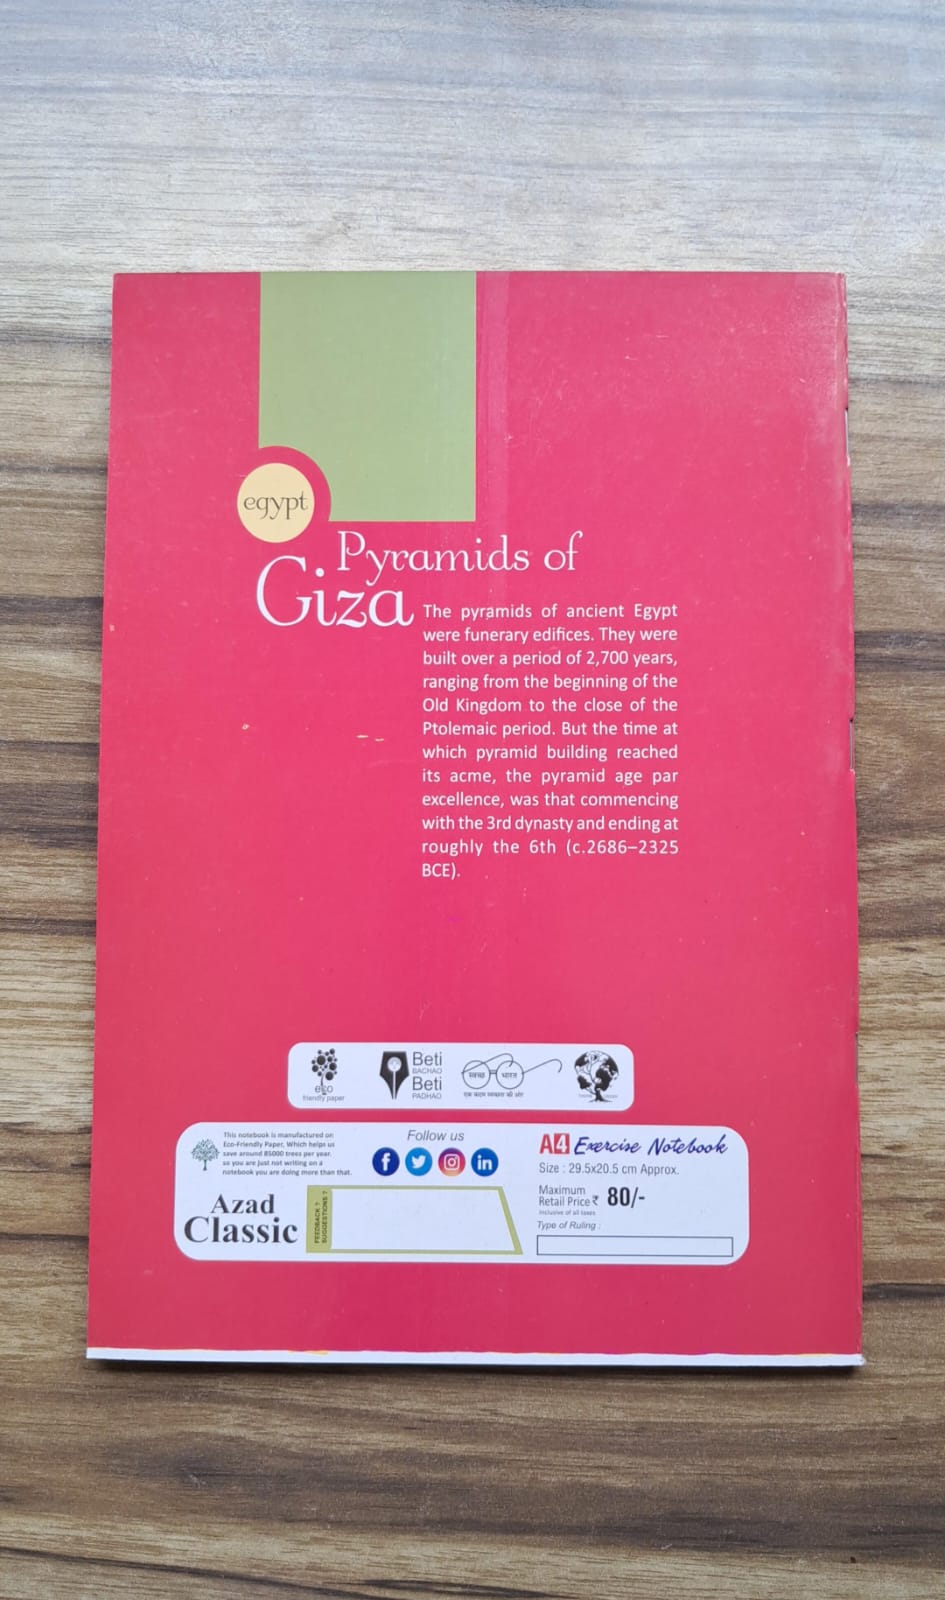 egypt
Pyramids of
Giza
The pyramids of ancient Egypt
were funerary edifices. They were
built over a period of 2,700 years,
ranging from the beginning of the
Old Kingdom to the close of the
Ptolemaic period. But the time at
which pyramid building reached
its acme, the pyramid age par
excellence, was that commencing
with the 3rd dynasty and ending at
roughly the 6th (c.2686–2325
BCE).
eco
friendly paper
Beti
BACHAO
Beti
PADHAO
स्वच्छ भारत
एक कदम स्वच्छता की ओर
This notebook is manufactured on
Eco-Friendly Paper, Which helps us
save around 85000 trees per year.
so you are just not writing on a
notebook you are doing more than that.
Azad
Classic
Follow us
FEEDBACK ?
SUGGESTIONS ?
A4 Exercise Notebook
Size : 29.5x20.5 cm Approx.
Maximum
Retail Price ₹ 80/-
Inclusive of all taxes
Type of Ruling :